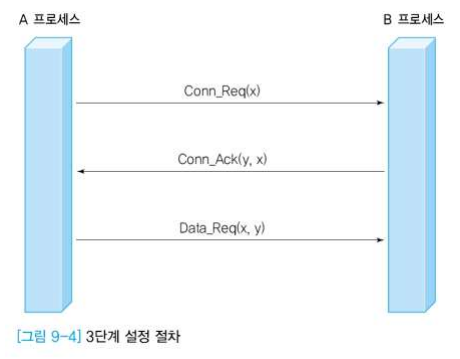 A 프로세스 B 프로세스
Conn_Req(x)
Conn_Ack(y, x)
Data_Req(x, y)
[그림 9-4] 3단계 설정 절차